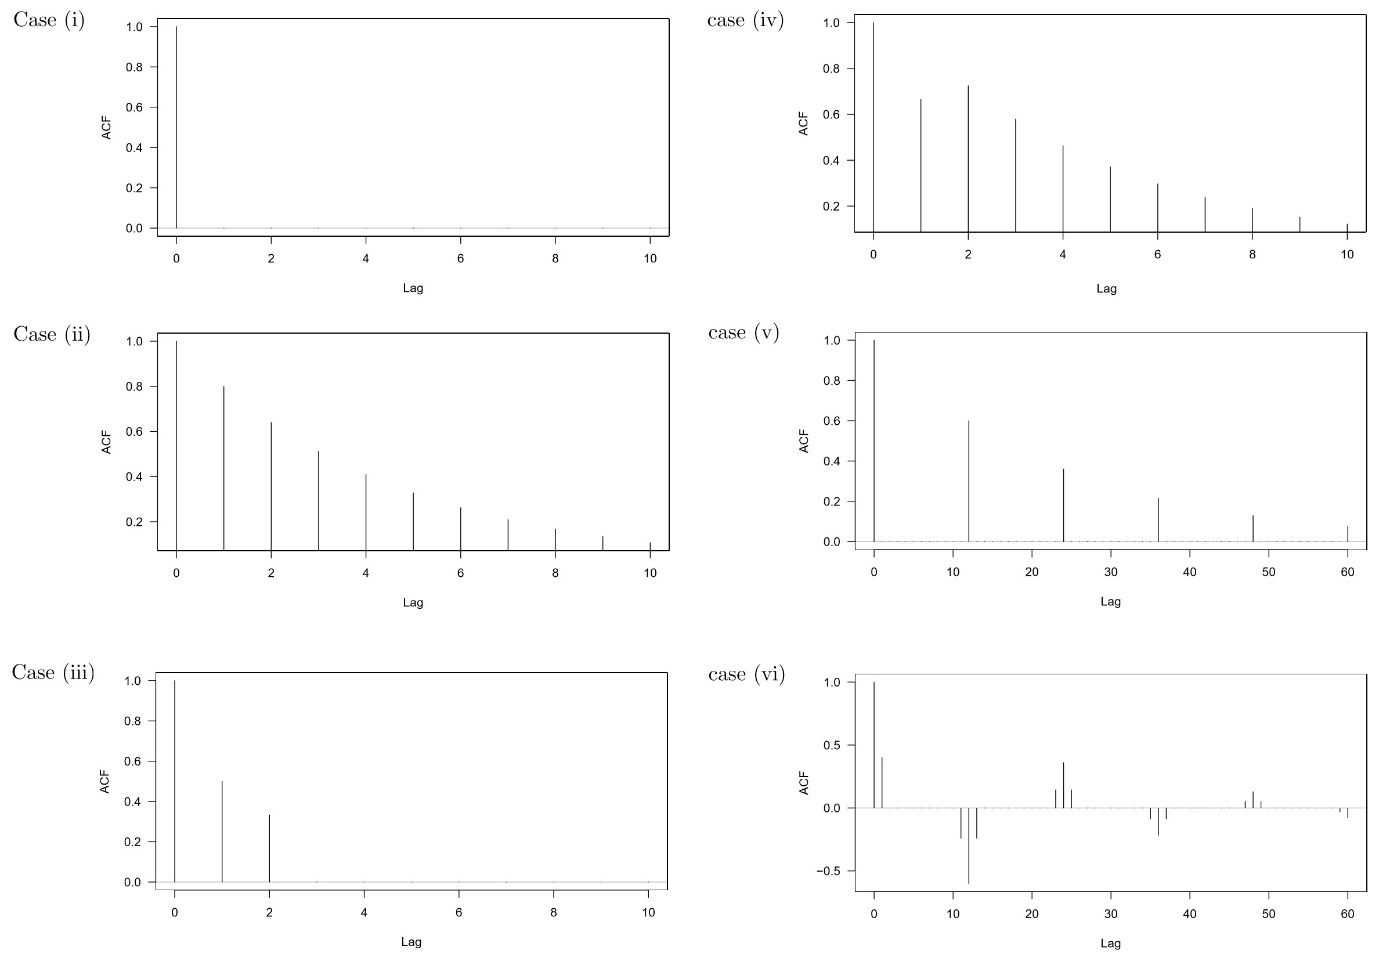 Case (i)
1.0
0.8
0.6
0.4
0.2
0.0
ACF
0 2 4 6 8 10
Lag
case (iv)
1.0
0.8
0.6
0.4
0.2
ACF
0 2 4 6 8 10
Lag
Case (ii)
1.0
0.8
0.6
0.4
0.2
ACF
0 2 4 6 8 10
Lag
case (v)
1.0
0.8
0.6
0.4
0.2
0.0
ACF
0 10 20 30 40 50 60
Lag
Case (iii)
1.0
0.8
0.6
0.4
0.2
0.0
ACF
0 2 4 6 8 10
Lag
case (vi)
1.0
0.5
0.0
−0.5
ACF
0 10 20 30 40 50 60
Lag